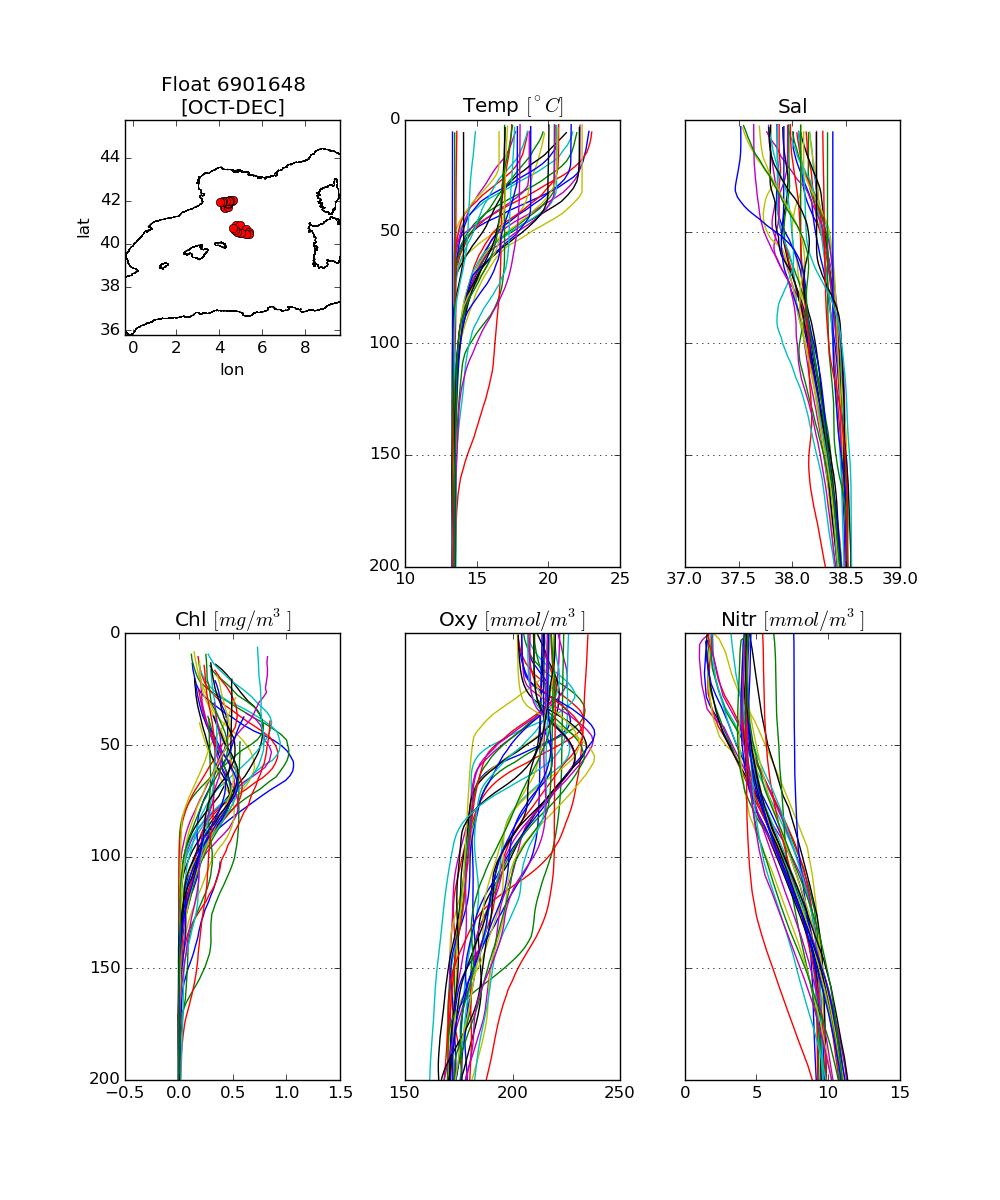 Float 6901648
[OCT-DEC]
44
42
40
38
36
lat
0 2 4 6 8
lon
Temp [°C]
0
50
100
150
200
10 15 20 25
Sal
37.0 37.5 38.0 38.5 39.0
Chl [mg/m³]
0
50
100
150
200
−0.5 0.0 0.5 1.0 1.5
Oxy [mmol/m³]
150 200 250
Nitr [mmol/m³]
0 5 10 15